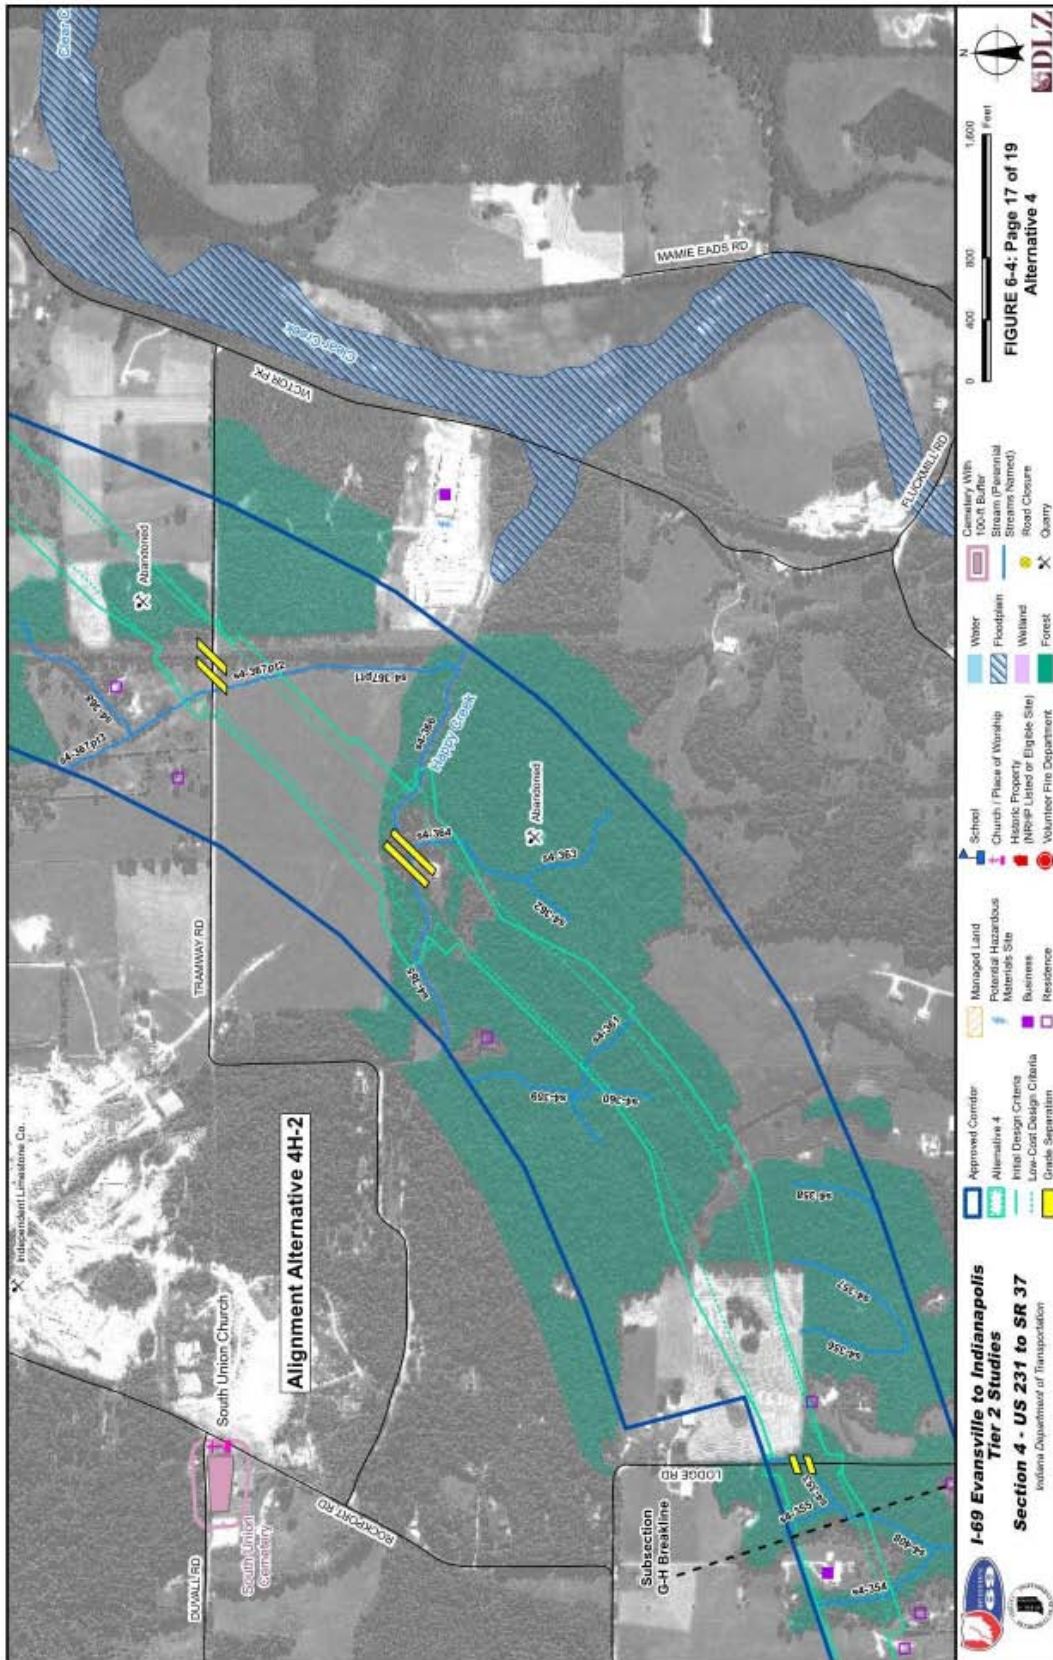 Independent Limestone Co.
Clear C
DUVALL RD
South Union Church
South Union
Cemetery
ROCKPORT RD
Alignment Alternative 4H-2
TRAMWAY RD
VICTOR PK
Clear Creek
MAMIE EADS RD
FLUCKMILL RD
Abandoned
s4-368
s4-367pt3
s4-367pt2
s4-367pt1
s4-366
Happy Creek
s4-364
Abandoned
s4-363
s4-362
s4-365
s4-361
s4-359
s4-360
s4-358
s4-357
s4-356
LODGE RD
Subsection
G-H Breakline
s4-355
s4-408
s4-354
I-69 Evansville to Indianapolis
Tier 2 Studies
Section 4 - US 231 to SR 37
Indiana Department of Transportation
Approved Corridor
Alternative 4
Initial Design Criteria
Low-Cost Design Criteria
Grade Separation
Managed Land
Potential Hazardous
Materials Site
Business
Residence
School
Church / Place of Worship
Historic Property
(NRHP Listed or Eligible Site)
Volunteer Fire Department
Water
Floodplain
Wetland
Forest
Cemetery With
100-ft Buffer
Stream (Perennial
Streams Named)
Road Closure
Quarry
0 400 800 1,600
Feet
FIGURE 6-4: Page 17 of 19
Alternative 4
N
DLZ